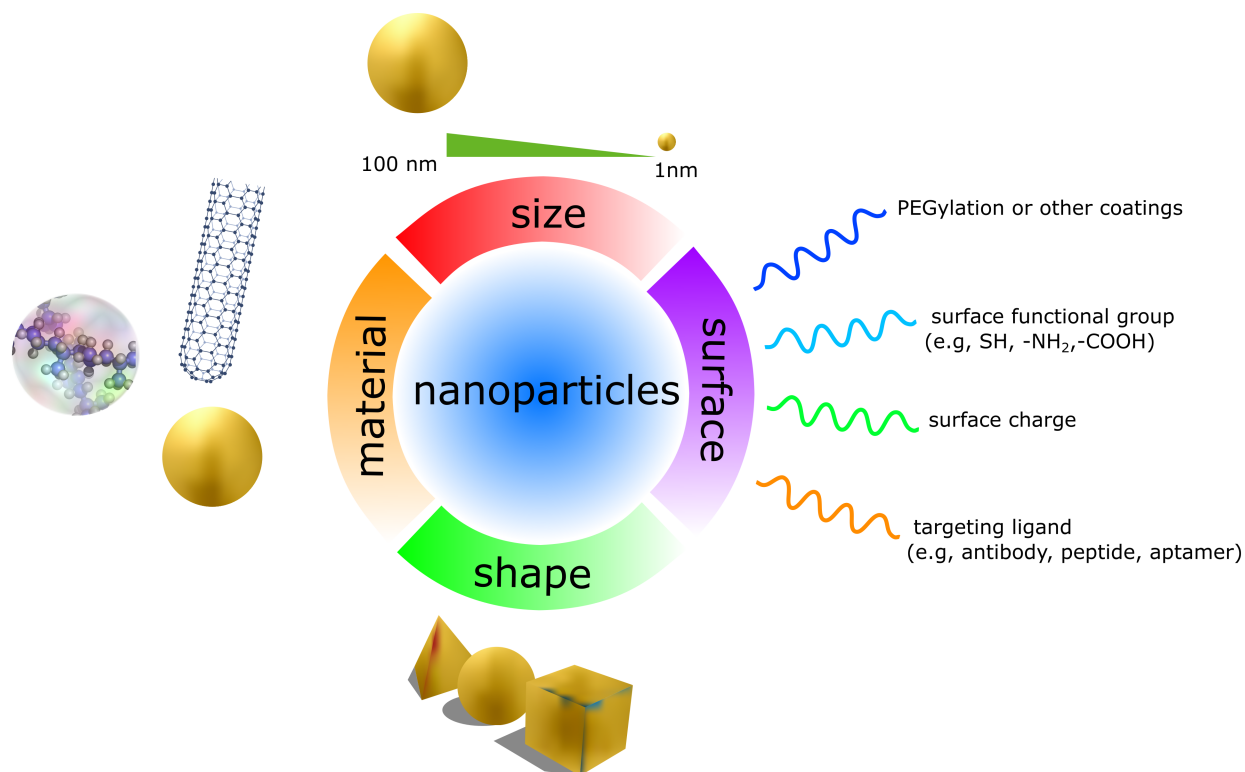 100 nm
1nm
size
PEGylation or other coatings
surface functional group
(e.g, SH, -NH₂,-COOH)
surface
material
nanoparticles
surface charge
targeting ligand
(e.g, antibody, peptide, aptamer)
shape